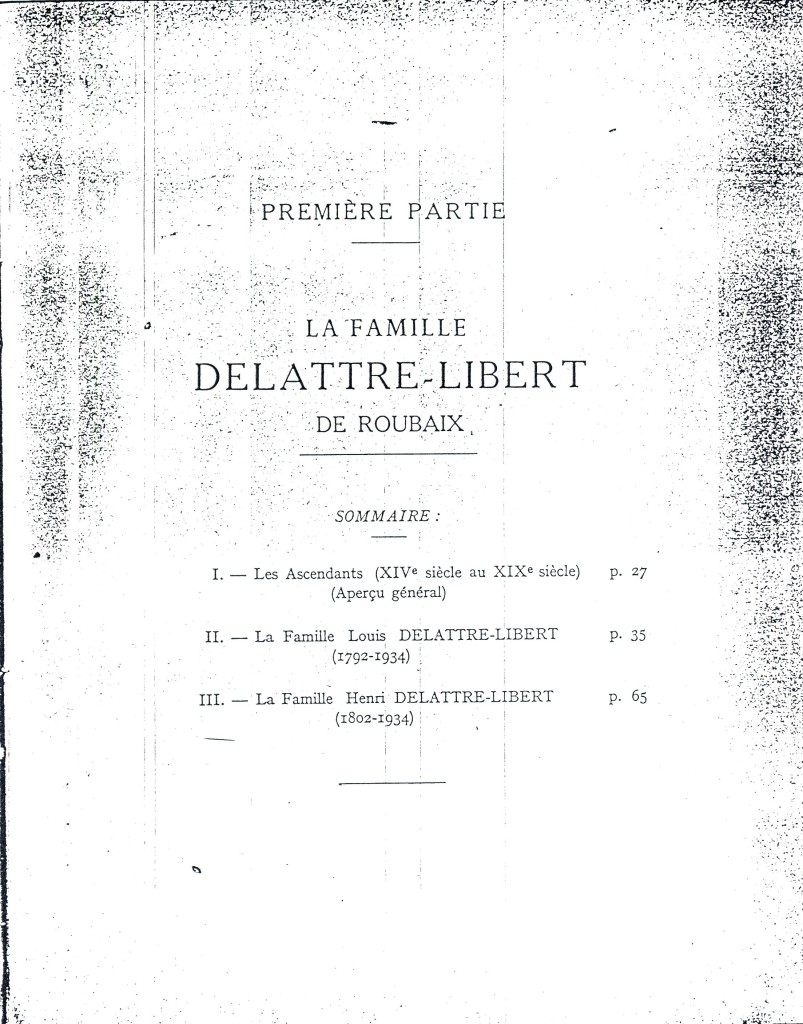 PREMIÈRE PARTIE
LA FAMILLE
DELATTRE-LIBERT
DE ROUBAIX
SOMMAIRE :
I. — Les Ascendants (XIVe siècle au XIXe siècle) p. 27
(Aperçu général)
II. — La Famille Louis DELATTRE-LIBERT p. 35
(1792-1934)
III. — La Famille Henri DELATTRE-LIBERT p. 65
(1802-1934)